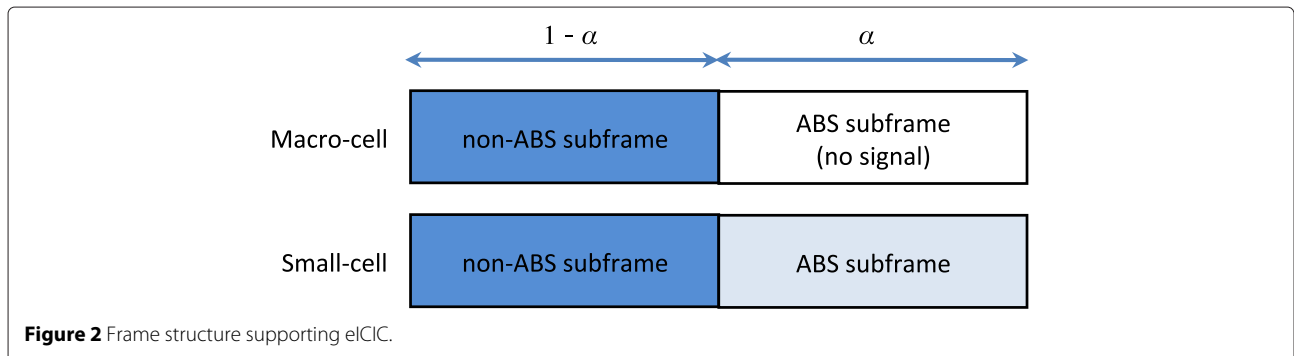 1 - α
α
Macro-cell
non-ABS subframe
ABS subframe
(no signal)
Small-cell
non-ABS subframe
ABS subframe
Figure 2 Frame structure supporting eICIC.